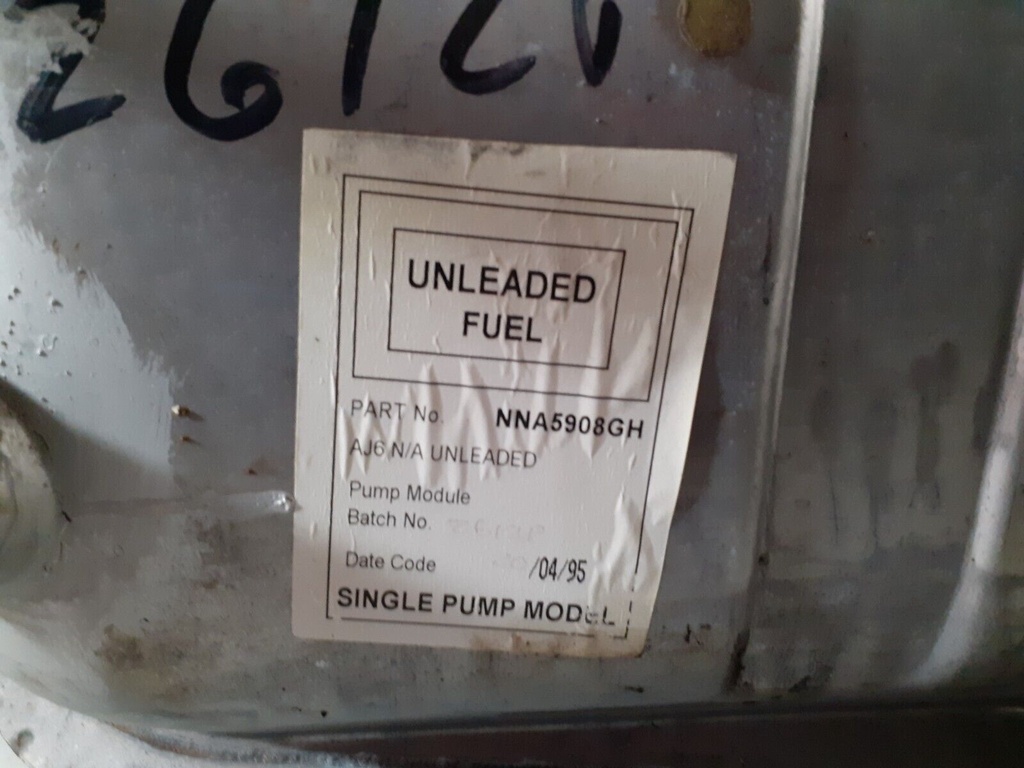 UNLEADED
FUEL
PART No. NNA5908GH
AJ6 N/A UNLEADED
Pump Module
Batch No.
Date Code /04/95
SINGLE PUMP MODEL